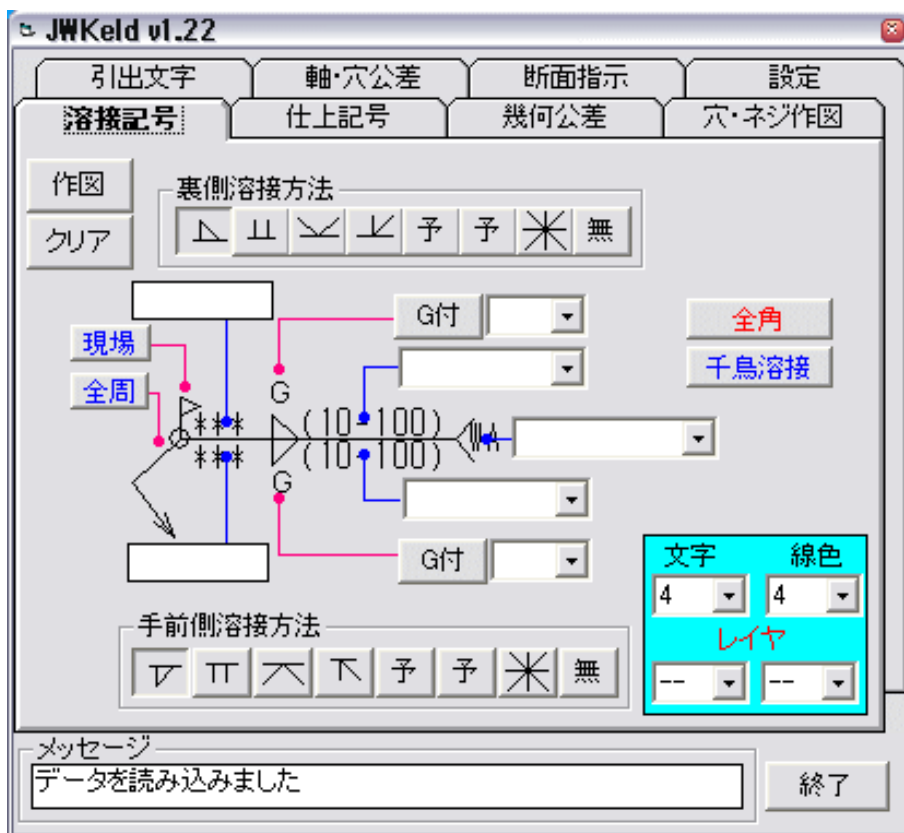 JWKeld v1.22
引出文字 軸・穴公差 断面指示 設定
溶接記号 仕上記号 幾何公差 穴・ネジ作図
作図
裏側溶接方法
クリア
予 予 無
G付
全角
現場
千鳥溶接
全周
G
*** (10-100)
*** (10-100)
G
G付
文字 線色
4 4
レイヤ
-- --
手前側溶接方法
予 予 無
メッセージ
データを読み込みました
終了